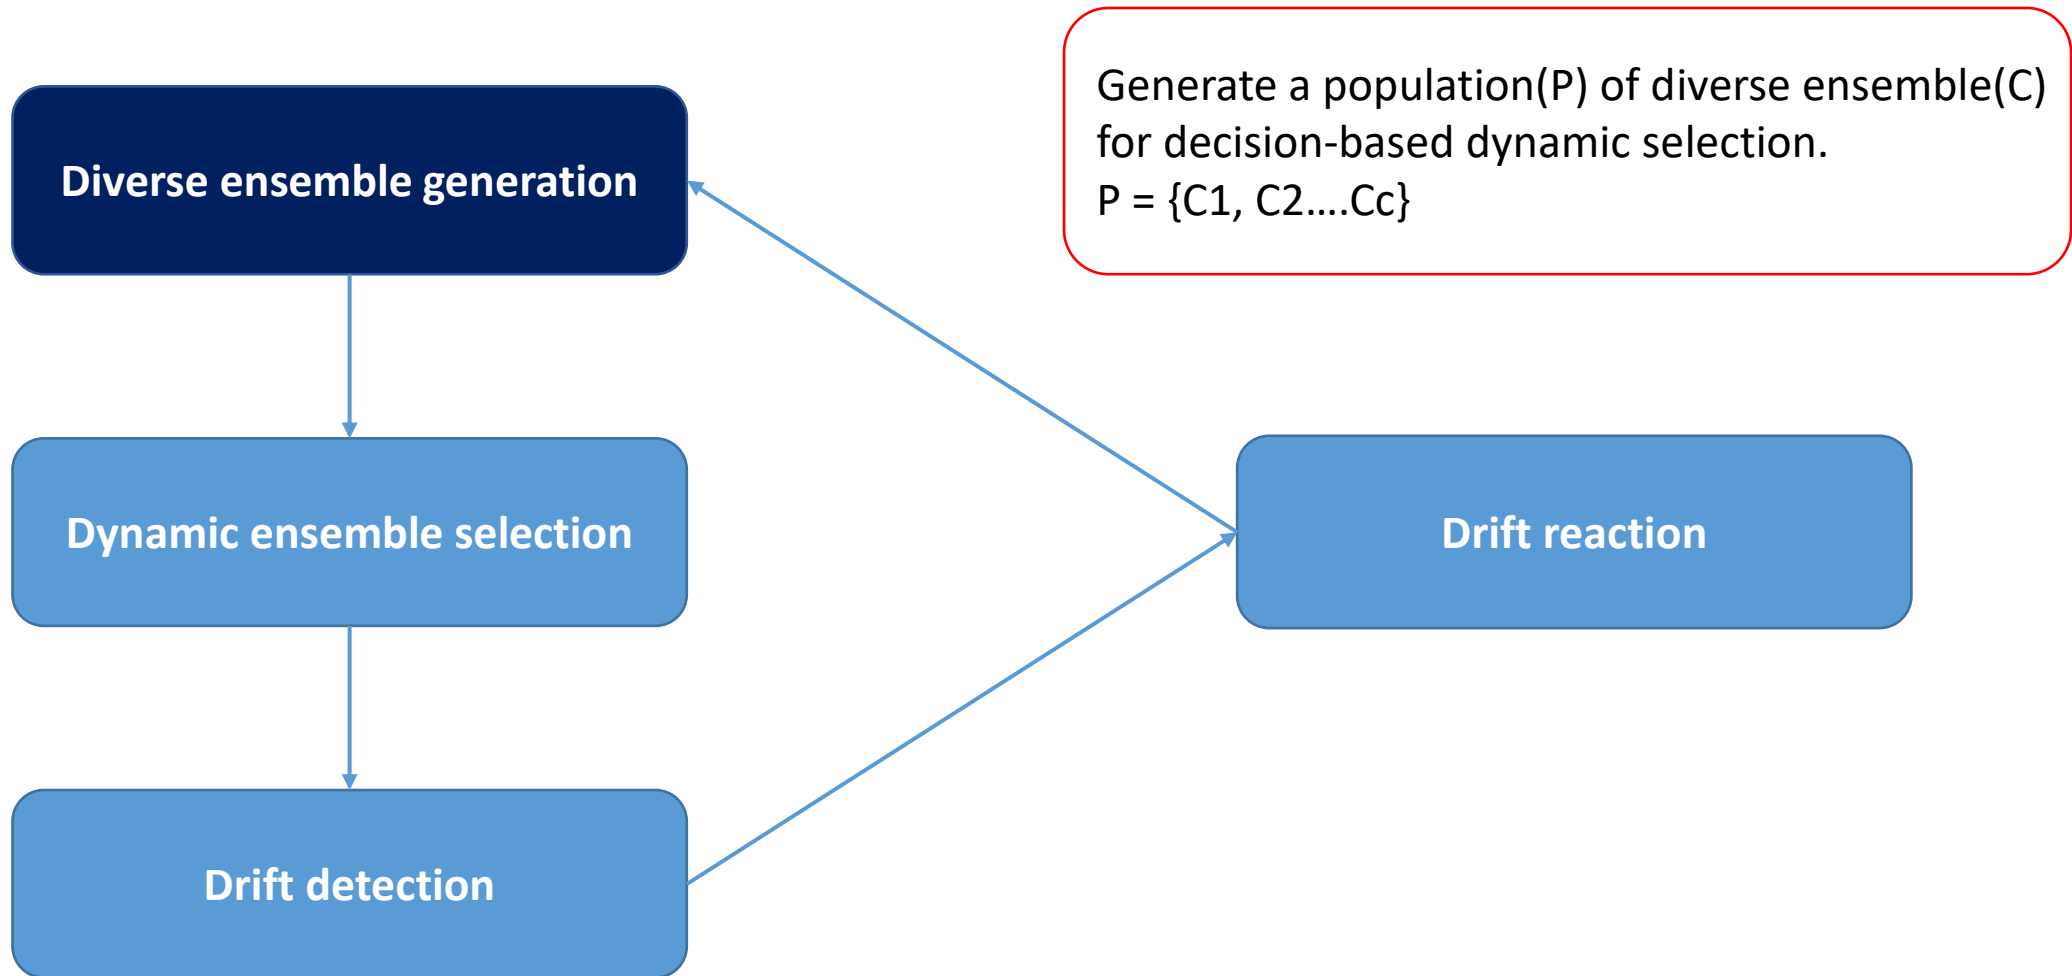 Diverse ensemble generation
Generate a population(P) of diverse ensemble(C)
for decision-based dynamic selection.
P = {C1, C2....Cc}
Dynamic ensemble selection
Drift reaction
Drift detection